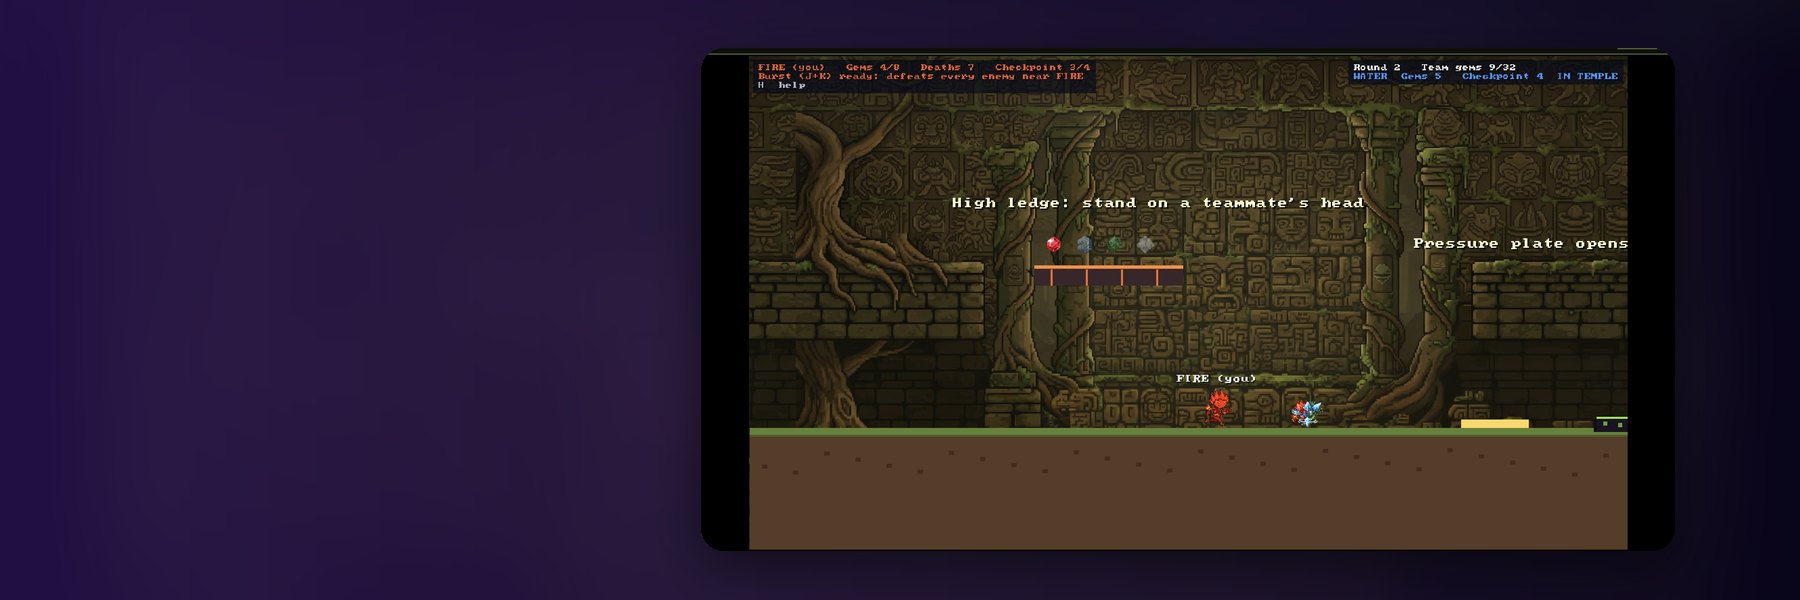 FIRE (you)   Gems 4/8   Deaths 7   Checkpoint 3/4
Burst (J+K) ready: defeats every enemy near FIRE
H  help
Round 2   Team gems 9/32
WATER  Gems 5   Checkpoint 4  IN TEMPLE
High ledge: stand on a teammate's head
Pressure plate opens
FIRE (you)